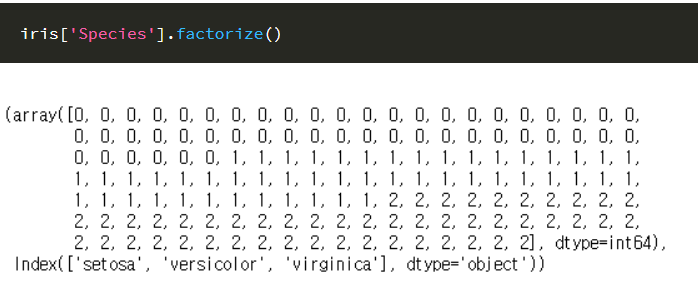 iris['Species'].factorize()
(array([0, 0, 0, 0, 0, 0, 0, 0, 0, 0, 0, 0, 0, 0, 0, 0, 0, 0, 0, 0, 0, 0,
0, 0, 0, 0, 0, 0, 0, 0, 0, 0, 0, 0, 0, 0, 0, 0, 0, 0, 0, 0, 0, 0,
0, 0, 0, 0, 0, 0, 1, 1, 1, 1, 1, 1, 1, 1, 1, 1, 1, 1, 1, 1, 1, 1,
1, 1, 1, 1, 1, 1, 1, 1, 1, 1, 1, 1, 1, 1, 1, 1, 1, 1, 1, 1, 1, 1,
1, 1, 1, 1, 1, 1, 1, 1, 1, 1, 1, 1, 2, 2, 2, 2, 2, 2, 2, 2, 2, 2,
2, 2, 2, 2, 2, 2, 2, 2, 2, 2, 2, 2, 2, 2, 2, 2, 2, 2, 2, 2, 2, 2,
2, 2, 2, 2, 2, 2, 2, 2, 2, 2, 2, 2, 2, 2, 2, 2, 2, 2], dtype=int64),
Index(['setosa', 'versicolor', 'virginica'], dtype='object'))